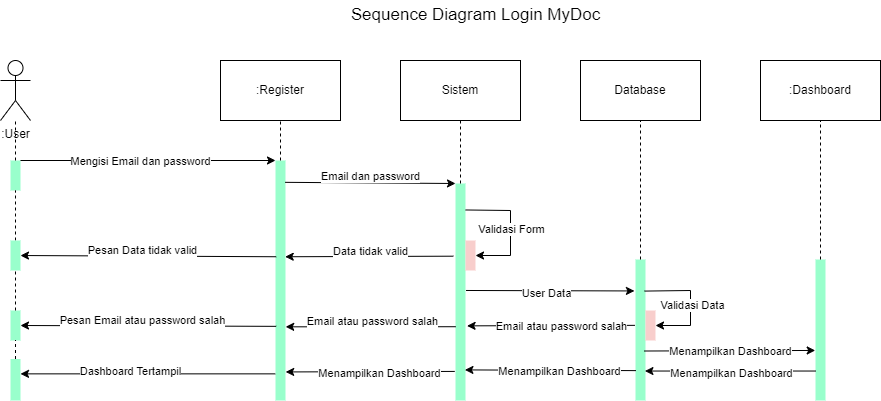 Sequence Diagram Login MyDoc
:User
:Register
Sistem
Database
:Dashboard
Mengisi Email dan password
Email dan password
Validasi Form
Pesan Data tidak valid
Data tidak valid
User Data
Validasi Data
Pesan Email atau password salah
Email atau password salah
Email atau password salah
Menampilkan Dashboard
Dashboard Tertampil
Menampilkan Dashboard
Menampilkan Dashboard
Menampilkan Dashboard